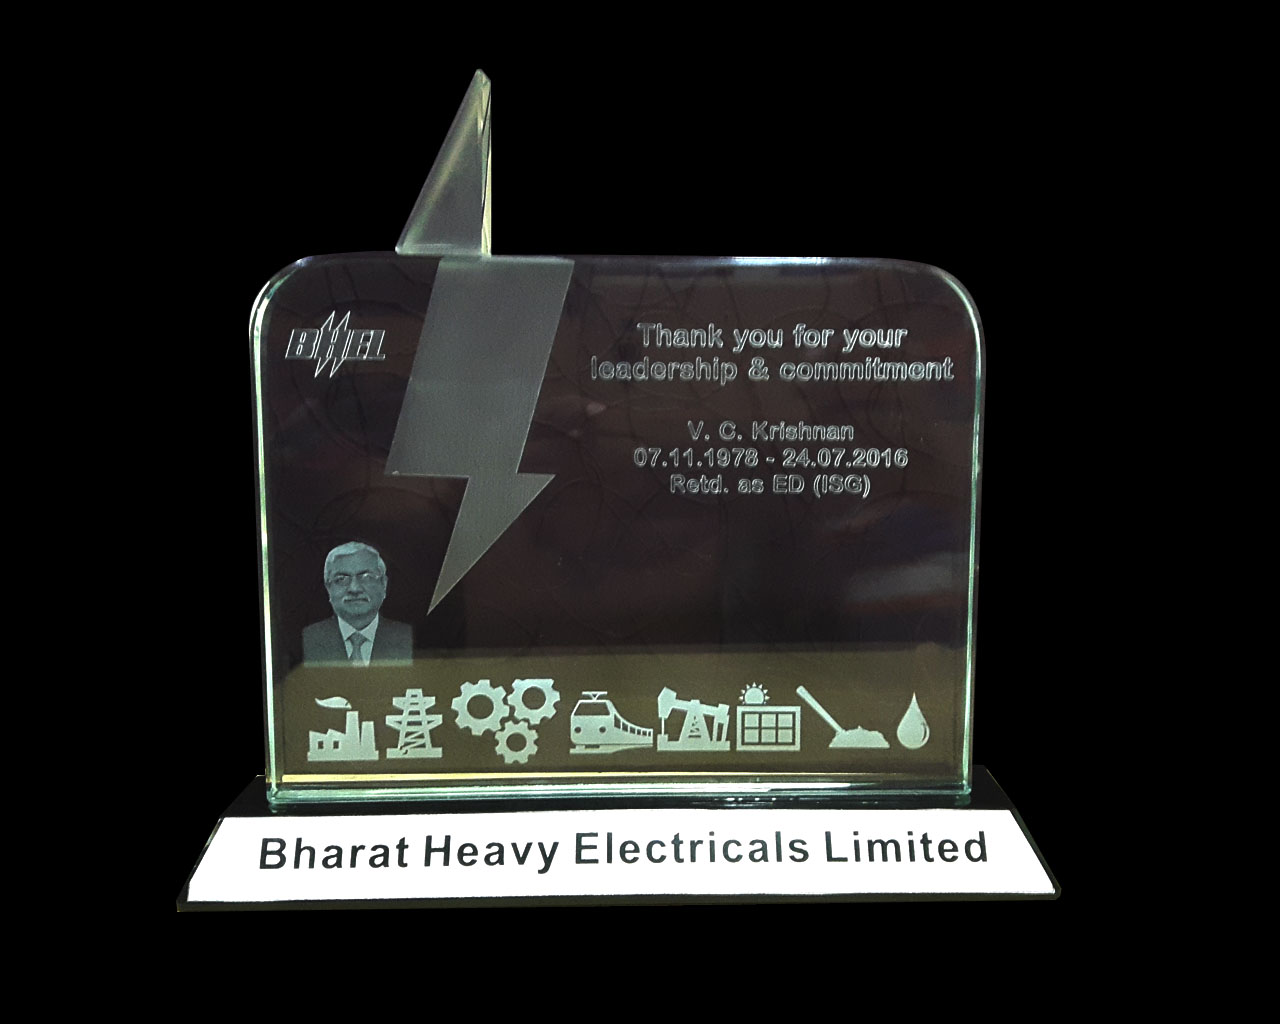 BHEL
Thank you for your
leadership & commitment
V. C. Krishnan
07.11.1978 - 24.07.2016
Retd. as ED (ISG)
Bharat Heavy Electricals Limited